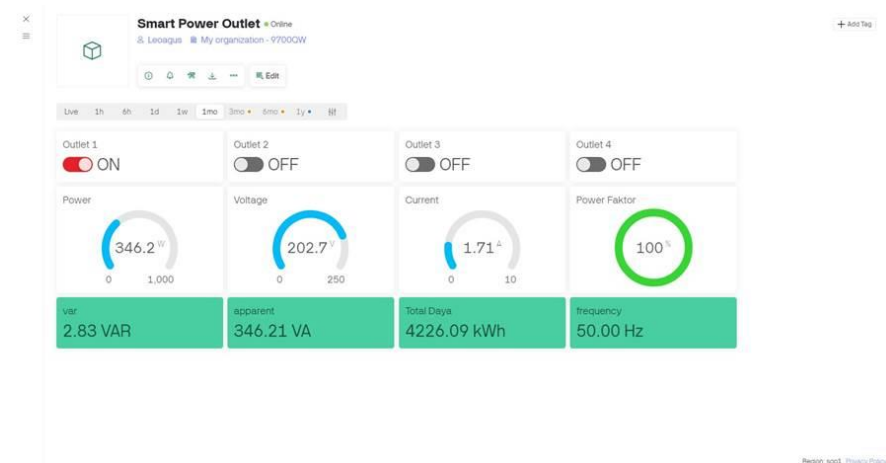 Smart Power Outlet • Online
+ Add Tag
Leoagus My organization - 9700QW
Edit
Live 1h 6h 1d 1w 1mo 3mo • 6mo • 1y •
Outlet 1
ON
Outlet 2
OFF
Outlet 3
OFF
Outlet 4
OFF
Power
346.2 W
0 1,000
Voltage
202.7 V
0 250
Current
1.71 A
0 10
Power Faktor
100 %
var
2.83 VAR
apparent
346.21 VA
Total Daya
4226.09 kWh
frequency
50.00 Hz
Region: sgp1 Privacy Policy